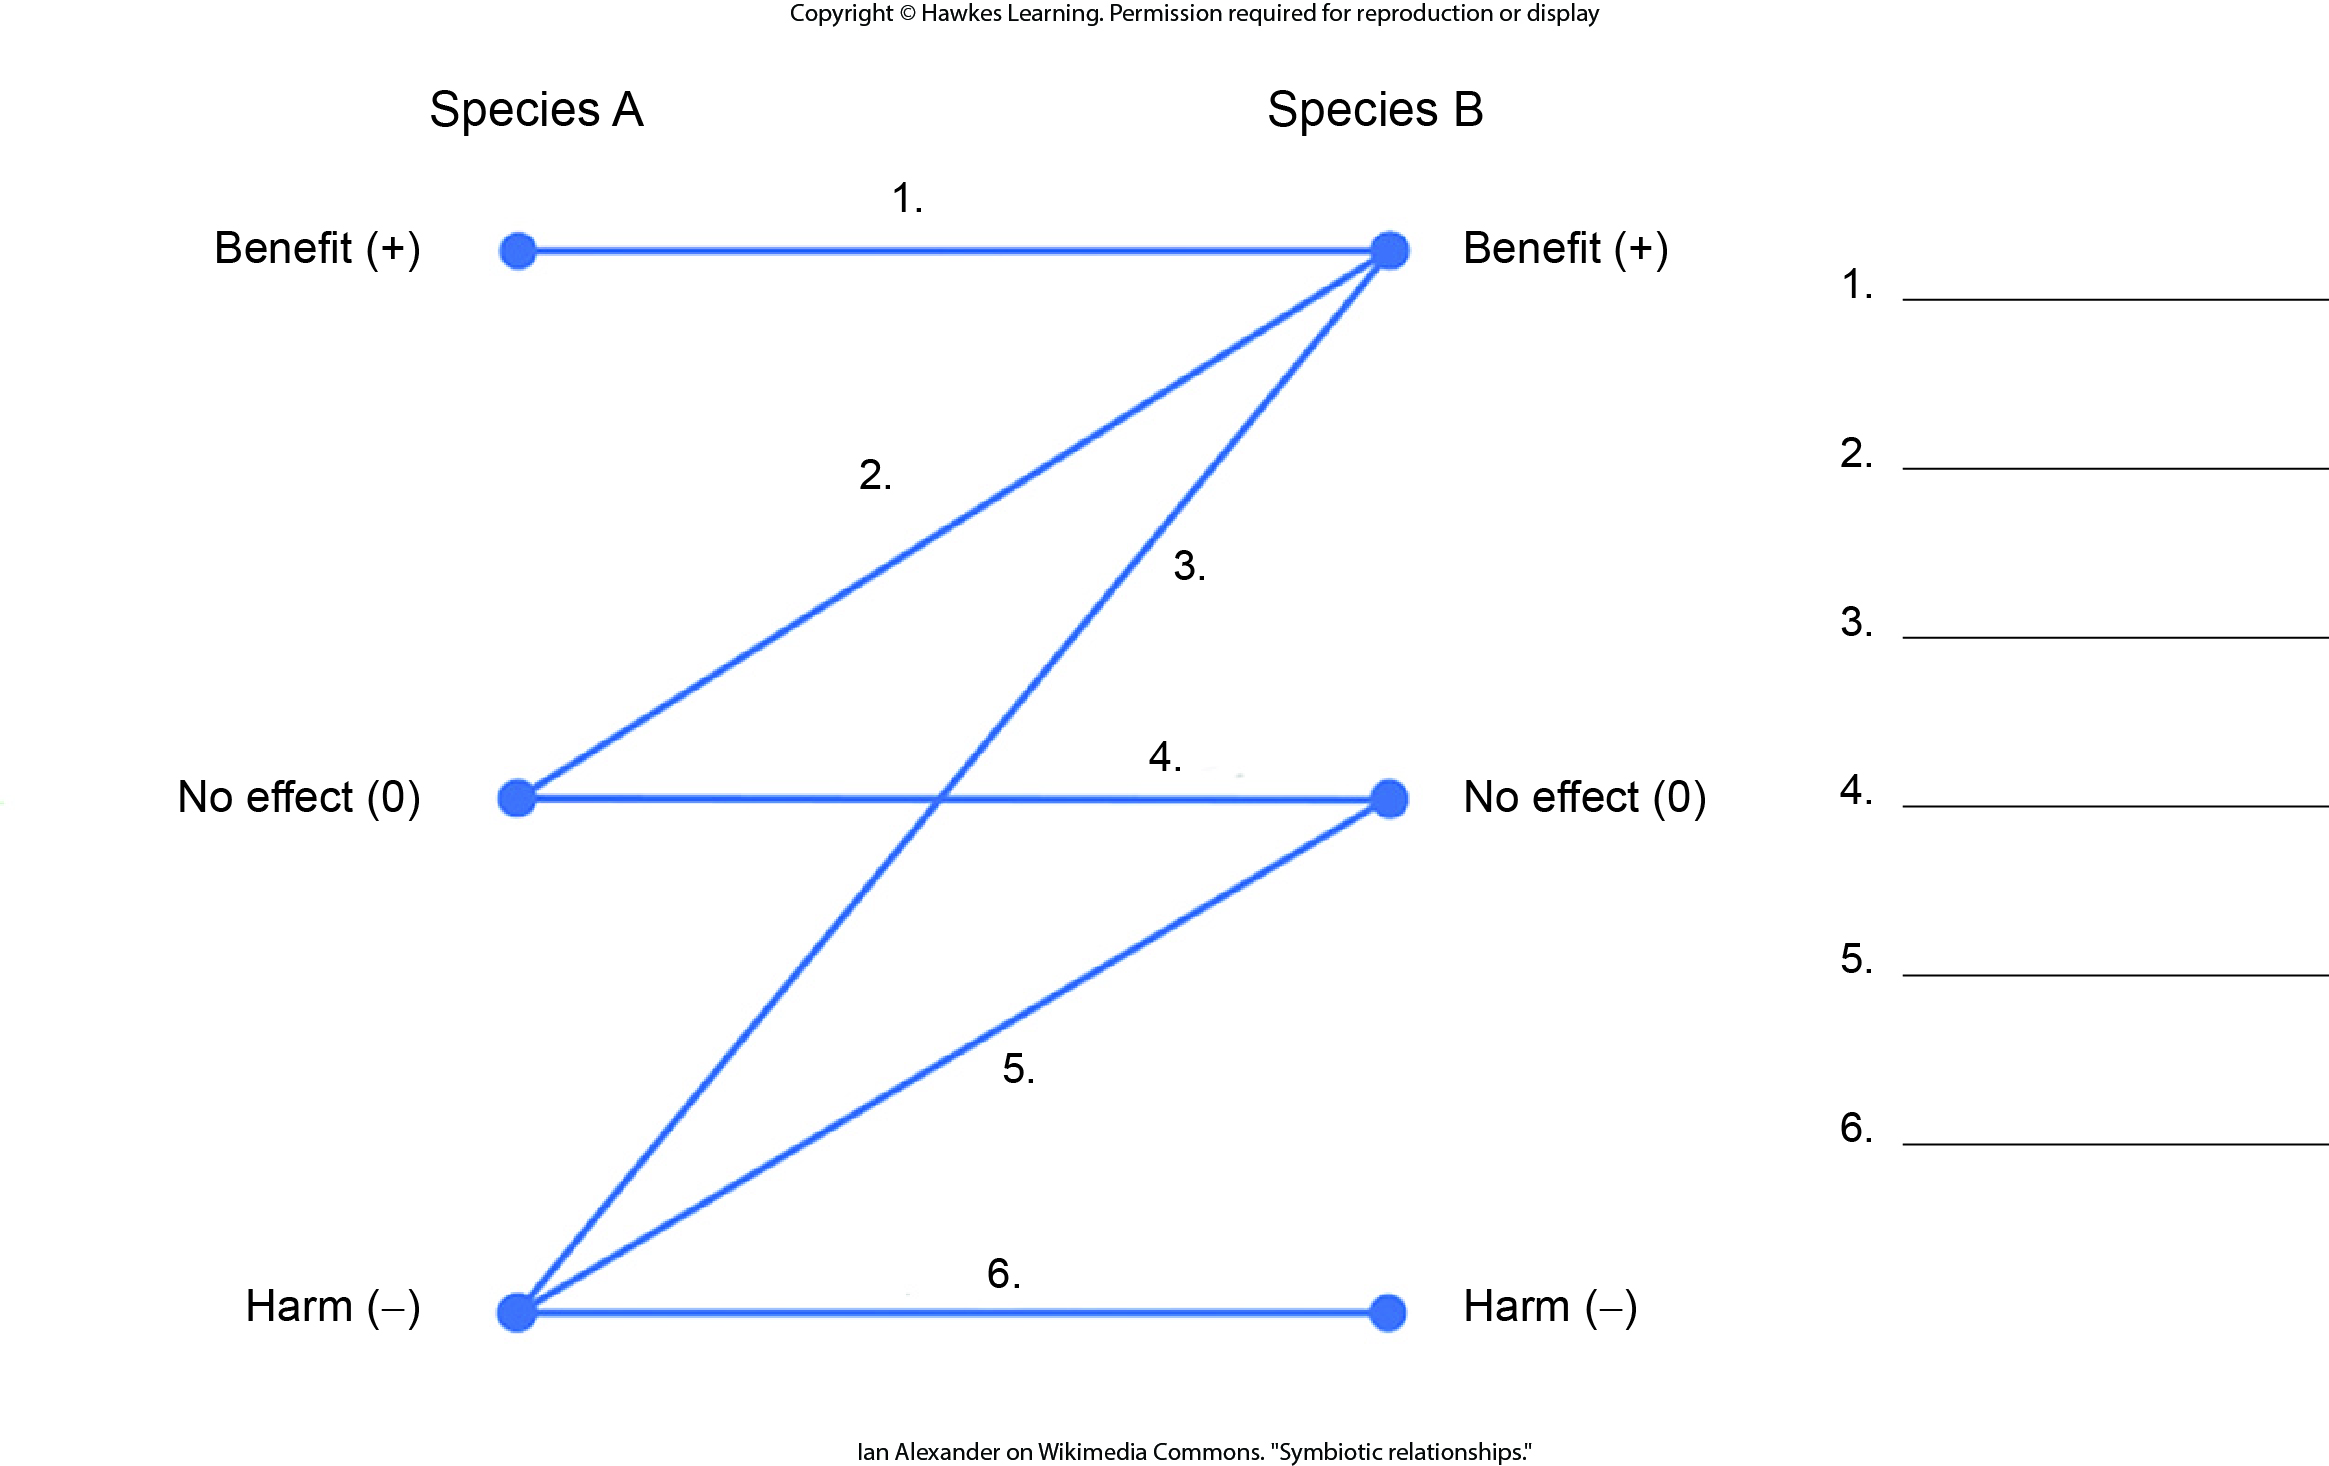 Copyright © Hawkes Learning. Permission required for reproduction or display
Species A
Species B
1.
Benefit (+)
Benefit (+)
1.
2.
2.
3.
3.
4.
No effect (0)
No effect (0)
4.
5.
5.
6.
6.
Harm (–)
Harm (–)
Ian Alexander on Wikimedia Commons. "Symbiotic relationships."